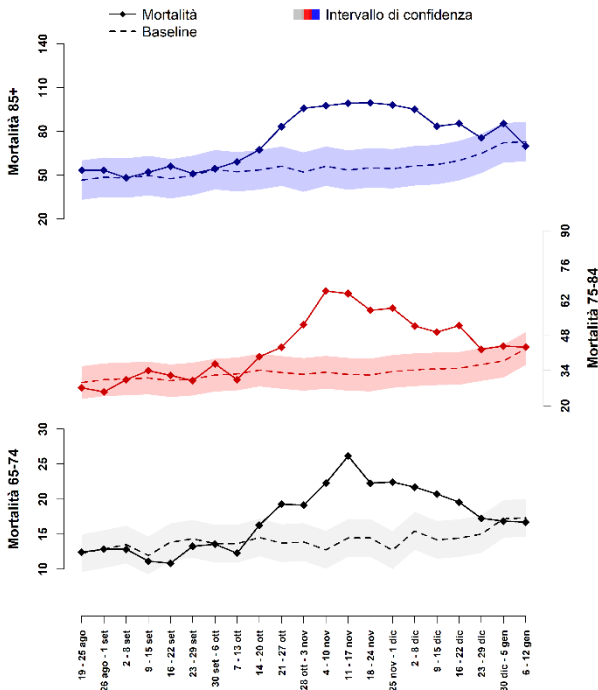 Mortalità
Baseline
Intervallo di confidenza
Mortalità 85+
140
110
80
50
20
Mortalità 75-84
90
76
62
48
34
20
Mortalità 65-74
30
25
20
15
10
19 - 25 ago
26 ago - 1 set
2 - 8 set
9 - 15 set
16 - 22 set
23 - 29 set
30 set - 6 ott
7 - 13 ott
14 - 20 ott
21 - 27 ott
28 ott - 3 nov
4 - 10 nov
11 - 17 nov
18 - 24 nov
25 nov - 1 dic
2 - 8 dic
9 - 15 dic
16 - 22 dic
23 - 29 dic
30 dic - 5 gen
6 - 12 gen